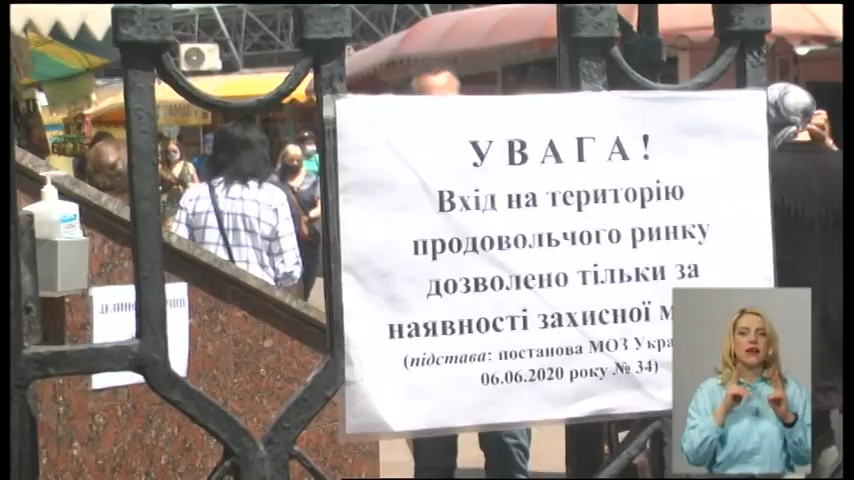 УВАГА!
Вхід на територію
продовольчого ринку
дозволено тільки за
наявності захисної
(підстава: постанова МОЗ
06.06.2020 року № 34)